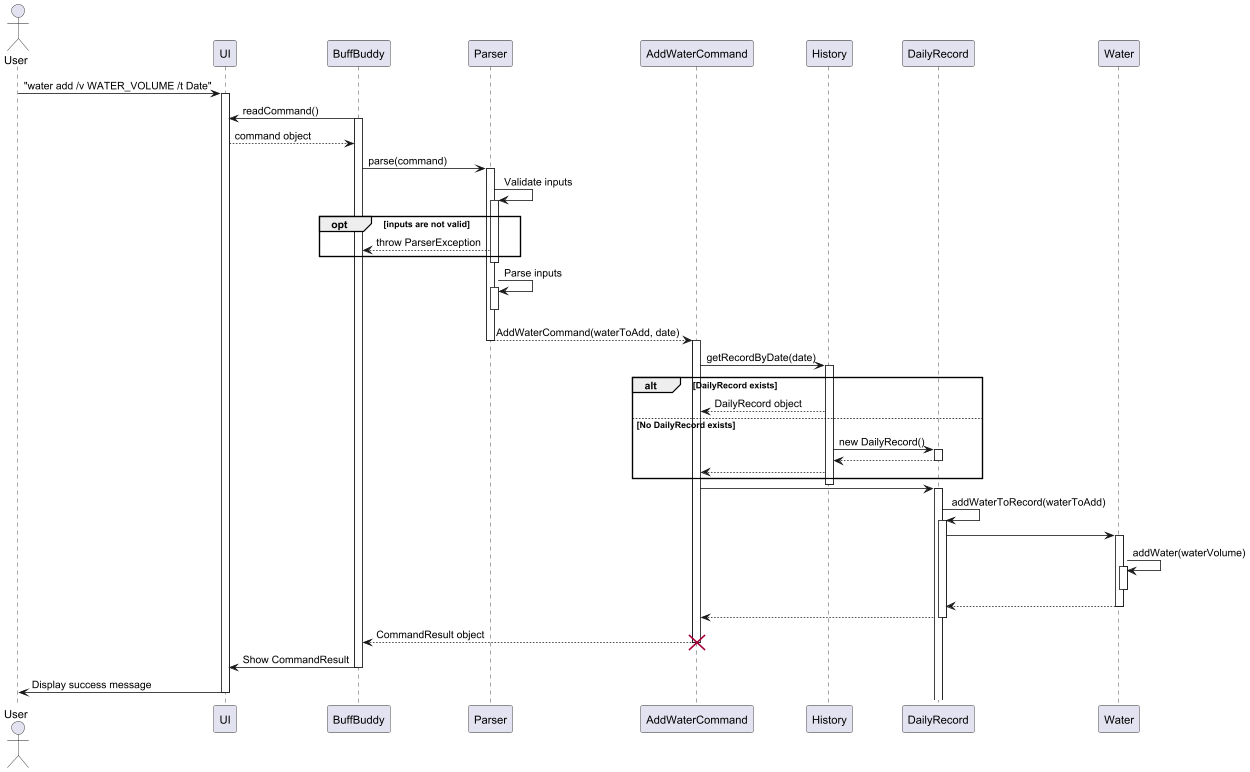 User
UI
BuffBuddy
Parser
AddWaterCommand
History
DailyRecord
Water
"water add /v WATER_VOLUME /t Date"
readCommand()
command object
parse(command)
Validate inputs
opt
[inputs are not valid]
throw ParserException
Parse inputs
AddWaterCommand(waterToAdd, date)
getRecordByDate(date)
alt
[DailyRecord exists]
DailyRecord object
[No DailyRecord exists]
new DailyRecord()
addWaterToRecord(waterToAdd)
addWater(waterVolume)
CommandResult object
Show CommandResult
Display success message
User
UI
BuffBuddy
Parser
AddWaterCommand
History
DailyRecord
Water